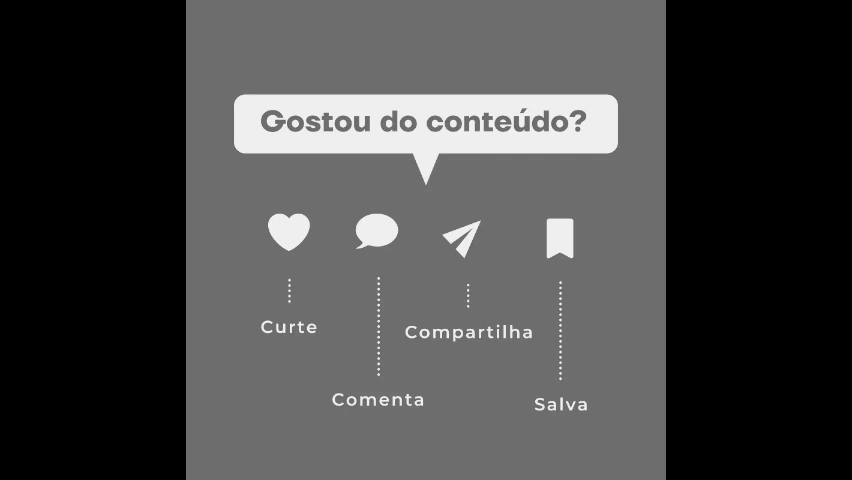 Gostou do conteúdo?
Curte
Compartilha
Comenta
Salva